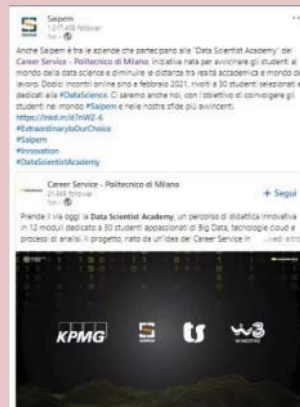 Saipem
Anche Saipem è tra le aziende che partecipano alla "Data Scientist Academy" del
Career Service - Politecnico di Milano, iniziativa nata per avvicinare gli studenti al
mondo della data science e diminuire le distanze tra realtà accademica e mondo del
lavoro. Dodici incontri online sino a febbraio 2021, rivolti a 30 studenti selezionati e
dedicati alla #DataScience. Ci saremo anche noi, con l'obiettivo di coinvolgere gli
studenti nel mondo #Saipem e nelle nostre sfide più avvincenti.
#ExtraordinaryIsOurChoice
#Saipem
#Innovation
#DataScientistAcademy
Career Service - Politecnico di Milano
+ Segui
Prende il via oggi la Data Scientist Academy, un percorso di didattica innovativa
in 12 moduli dedicato a 30 studenti appassionati di Big Data, tecnologie cloud e
processi di analisi. Il progetto, nato da un'idea del Career Service in
KPMG
TS
W3